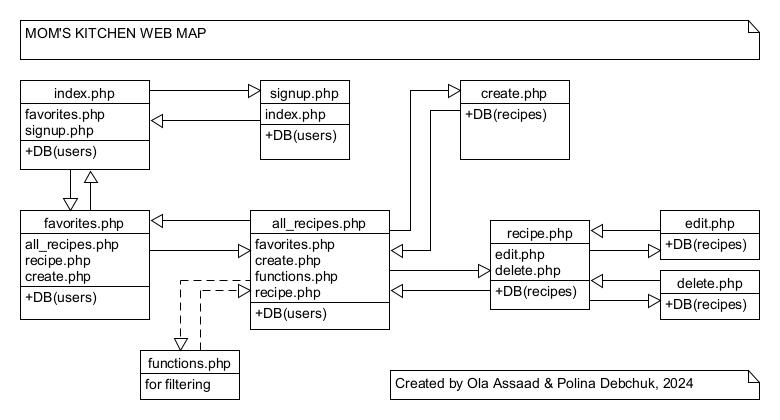 MOM'S KITCHEN WEB MAP
index.php
favorites.php
signup.php
+DB(users)
signup.php
index.php
+DB(users)
create.php
+DB(recipes)
favorites.php
all_recipes.php
recipe.php
create.php
+DB(users)
all_recipes.php
favorites.php
create.php
functions.php
recipe.php
+DB(users)
recipe.php
edit.php
delete.php
+DB(recipes)
edit.php
+DB(recipes)
delete.php
+DB(recipes)
functions.php
for filtering
Created by Ola Assaad & Polina Debchuk, 2024